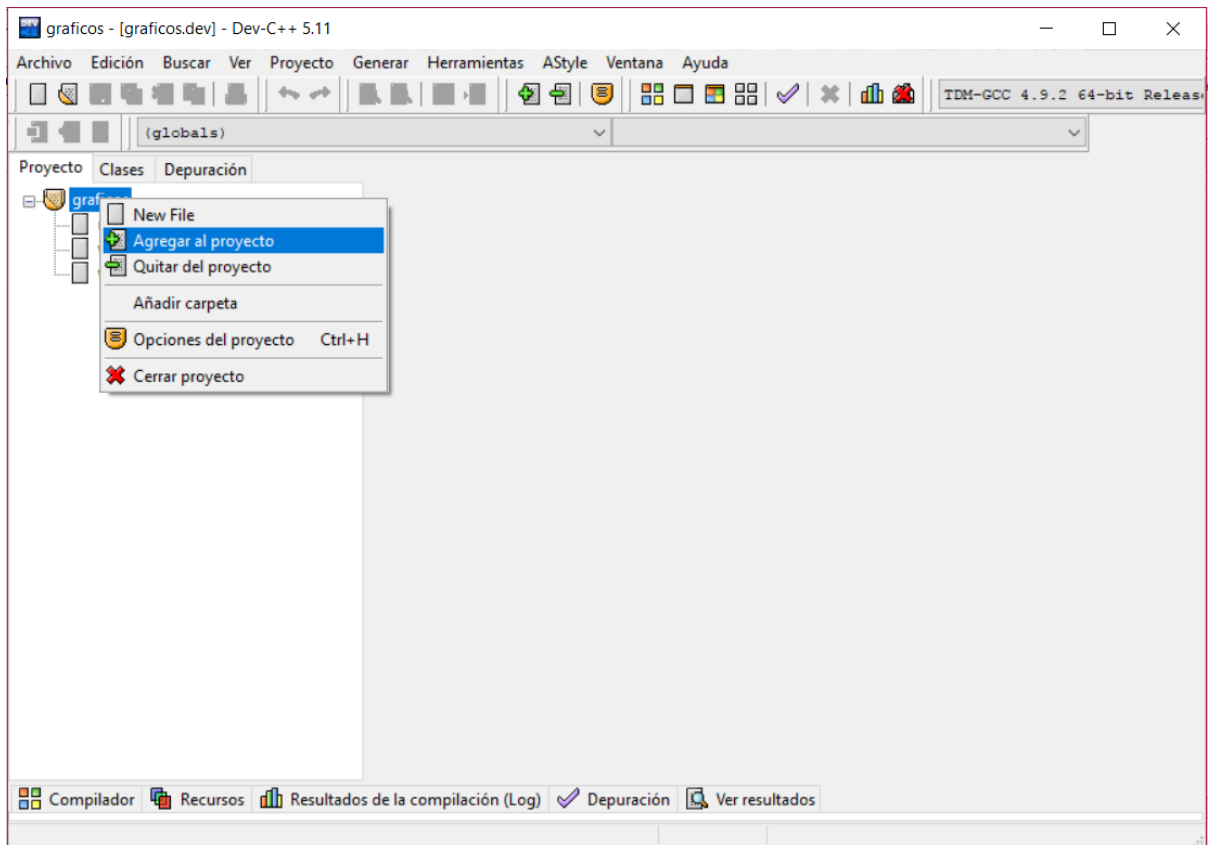 graficos - [graficos.dev] - Dev-C++ 5.11
Archivo Edición Buscar Ver Proyecto Generar Herramientas AStyle Ventana Ayuda
TDM-GCC 4.9.2 64-bit Releas
(globals)
Proyecto Clases Depuración
New File
Agregar al proyecto
Quitar del proyecto
Añadir carpeta
Opciones del proyecto Ctrl+H
Cerrar proyecto
Compilador Recursos Resultados de la compilación (Log) Depuración Ver resultados